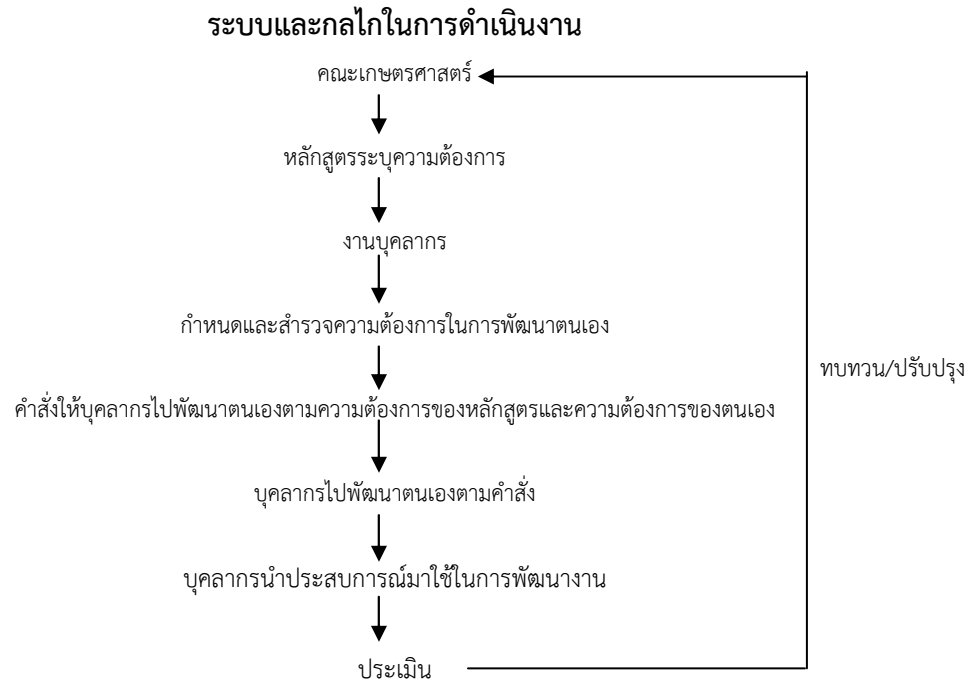 ระบบและกลไกในการดำเนินงาน
คณะเกษตรศาสตร์
หลักสูตรระบุความต้องการ
งานบุคลากร
กำหนดและสำรวจความต้องการในการพัฒนาตนเอง
ทบทวน/ปรับปรุง
คำสั่งให้บุคลากรไปพัฒนาตนเองตามความต้องการของหลักสูตรและความต้องการของตนเอง
บุคลากรไปพัฒนาตนเองตามคำสั่ง
บุคลากรนำประสบการณ์มาใช้ในการพัฒนางาน
ประเมิน